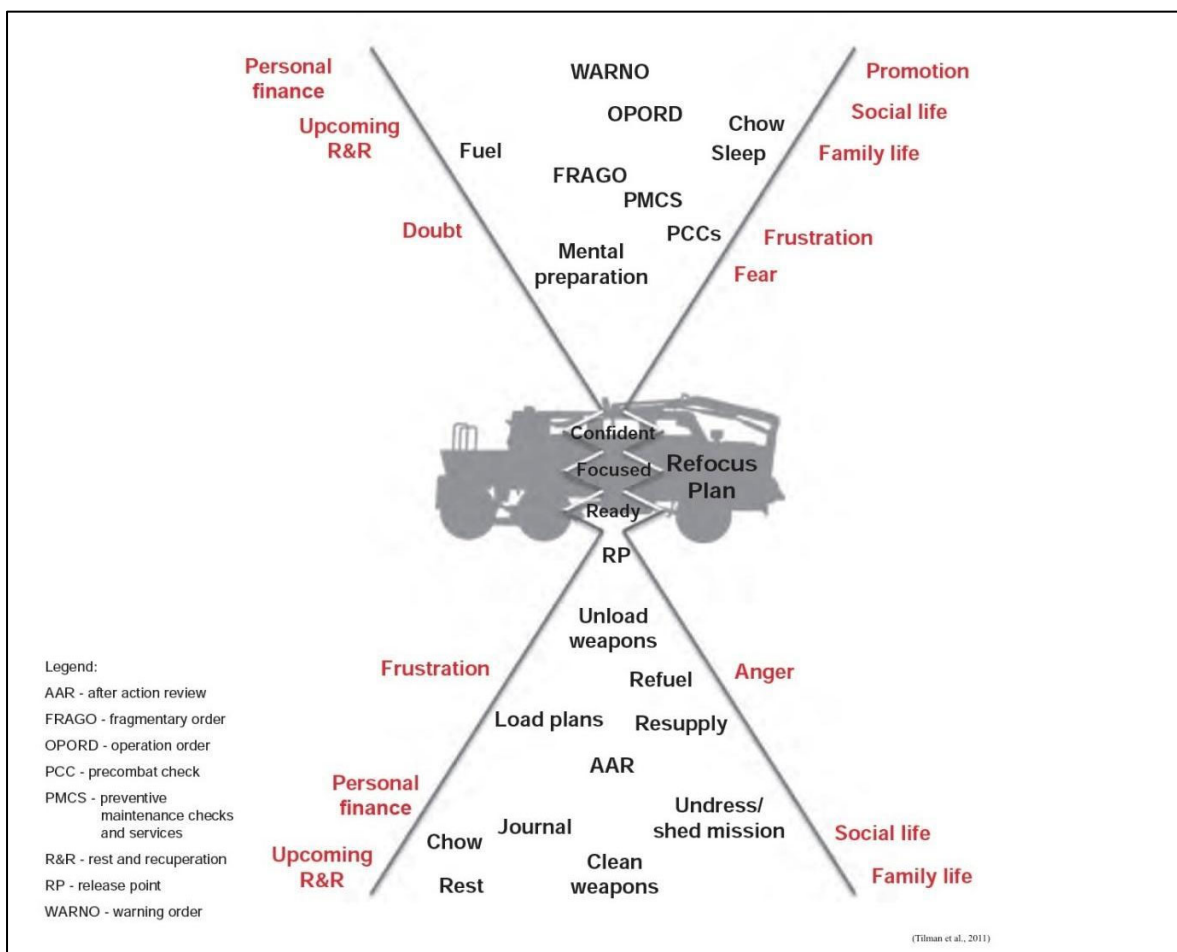 Personal
finance
WARNO
Promotion
OPORD
Social life
Upcoming
R&R
Chow
Fuel
Sleep
Family life
FRAGO
PMCS
Doubt
PCCs
Frustration
Mental
preparation
Fear
Confident
Focused
Refocus
Plan
Ready
RP
Unload
weapons
Frustration
Anger
Refuel
Load plans
Resupply
AAR
Personal
finance
Undress/
shed mission
Journal
Chow
Social life
Upcoming
R&R
Clean
weapons
Rest
Family life
Legend:
AAR - after action review
FRAGO - fragmentary order
OPORD - operation order
PCC - precombat check
PMCS - preventive
maintenance checks
and services
R&R - rest and recuperation
RP - release point
WARNO - warning order
(Tilman et al., 2011)